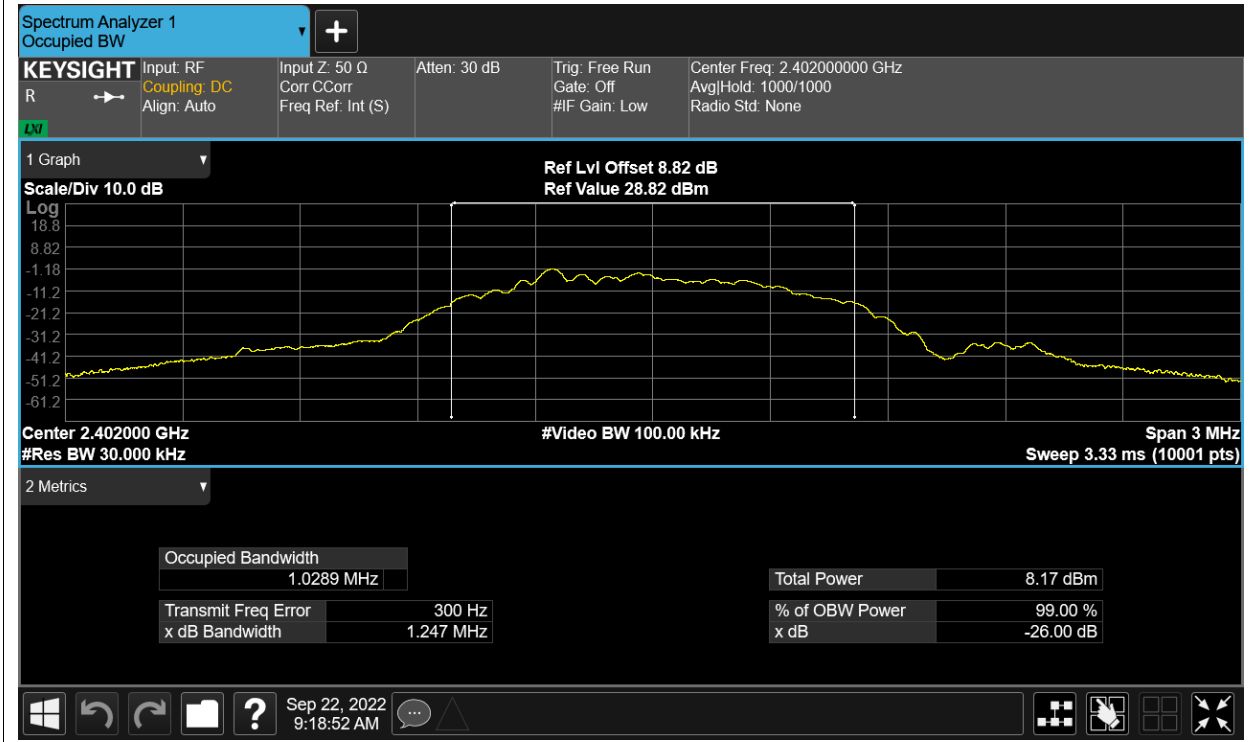 Spectrum Analyzer 1
Occupied BW
KEYSIGHT
R
LXI
Input: RF
Coupling: DC
Align: Auto
Input Z: 50 Ω
Corr CCorr
Freq Ref: Int (S)
Atten: 30 dB
Trig: Free Run
Gate: Off
#IF Gain: Low
Center Freq: 2.402000000 GHz
Avg|Hold: 1000/1000
Radio Std: None
1 Graph
Scale/Div 10.0 dB
Ref Lvl Offset 8.82 dB
Ref Value 28.82 dBm
Log
18.8
8.82
-1.18
-11.2
-21.2
-31.2
-41.2
-51.2
-61.2
Center 2.402000 GHz
#Video BW 100.00 kHz
Span 3 MHz
#Res BW 30.000 kHz
Sweep 3.33 ms (10001 pts)
2 Metrics
Occupied Bandwidth
1.0289 MHz
Total Power 8.17 dBm
Transmit Freq Error 300 Hz
% of OBW Power 99.00 %
x dB Bandwidth 1.247 MHz
x dB -26.00 dB
?
Sep 22, 2022
9:18:52 AM